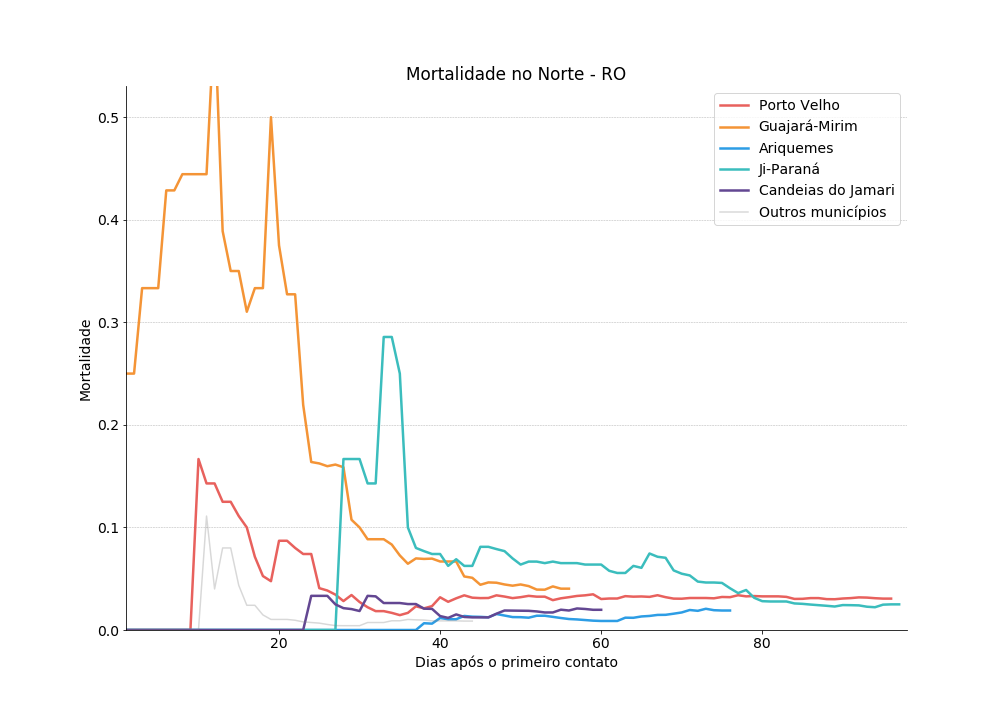 Mortalidade no Norte - RO
Porto Velho
Guajará-Mirim
Ariquemes
Ji-Paraná
Candeias do Jamari
Outros municípios
0.5
0.4
0.3
0.2
0.1
0.0
Mortalidade
20 40 60 80
Dias após o primeiro contato